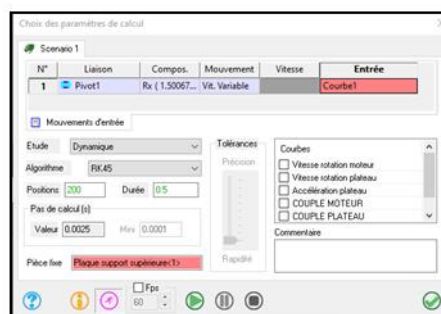 Choix des paramètres de calcul
Scenario 1
N° Liaison Compos. Mouvement Vitesse Entrée
1 Pivot1 Rx ( 1.50067... Vit. Variable Courbe1
Mouvements d'entrée
Etude Dynamique
Algorithme RK45
Positions 200 Durée 0.5
Pas de calcul (s)
Valeur 0.0025 Mini 0.0001
Pièce fixe Plaque support supérieure<1>
Tolérances
Précision
Rapidité
Courbes
Vitesse rotation moteur
Vitesse rotation plateau
Accélération plateau
COUPLE MOTEUR
COUPLE PLATEAU
Commentaire
Fps
60